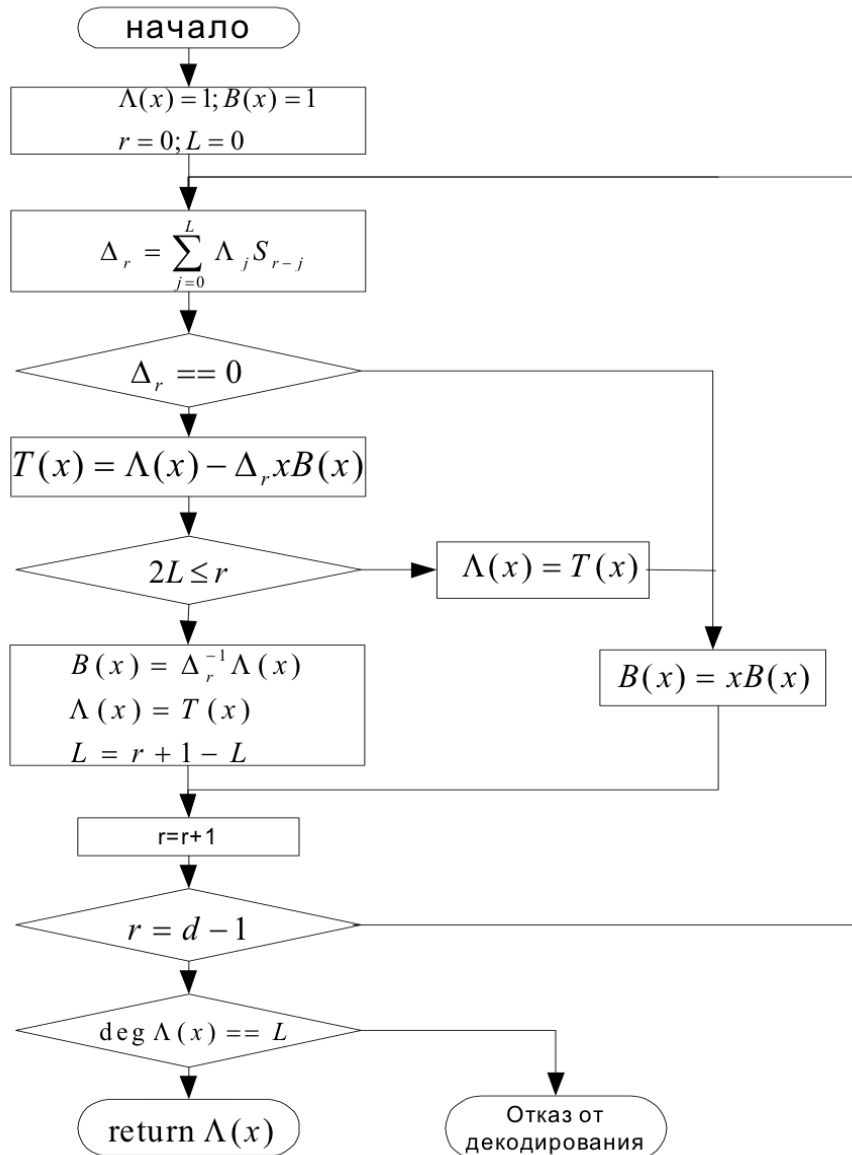 начало
Λ(x)=1;B(x)=1
r=0;L=0
Δ_r = ∑_{j=0}^{L} Λ_j S_{r-j}
Δ_r == 0
T(x)=Λ(x)−Δ_r xB(x)
2L≤r
Λ(x)=T(x)
B(x)=Δ_r^{-1}Λ(x)
Λ(x)=T(x)
L=r+1−L
B(x)=xB(x)
r=r+1
r=d−1
deg Λ(x)== L
return Λ(x)
Отказ от
декодирования